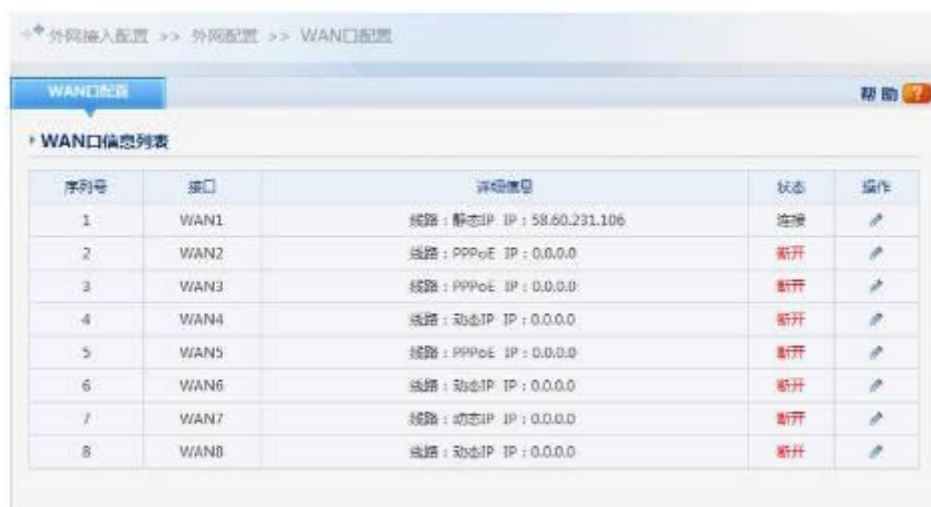 外网接入配置 >> 外网配置 >> WAN口配置
WAN口配置
帮助 ?
WAN口信息列表
序列号 接口 详细信息 状态 操作
1 WAN1 线路：静态IP IP：58.60.231.106 连接
2 WAN2 线路：PPPoE IP：0.0.0.0 断开
3 WAN3 线路：PPPoE IP：0.0.0.0 断开
4 WAN4 线路：动态IP IP：0.0.0.0 断开
5 WAN5 线路：PPPoE IP：0.0.0.0 断开
6 WAN6 线路：动态IP IP：0.0.0.0 断开
7 WAN7 线路：动态IP IP：0.0.0.0 断开
8 WAN8 线路：动态IP IP：0.0.0.0 断开